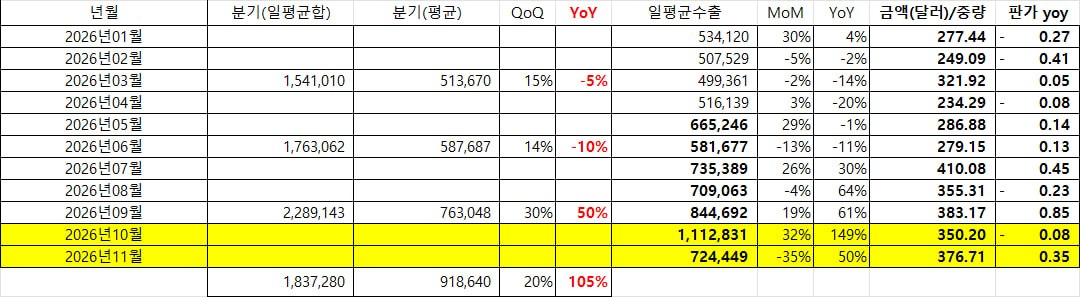 년월 분기(일평균합) 분기(평균) QoQ YoY 일평균수출 MoM YoY 금액(달러)/중량 판가 yoy
2026년01월 534,120 30% 4% 277.44 - 0.27
2026년02월 507,529 -5% -2% 249.09 - 0.41
2026년03월 1,541,010 513,670 15% -5% 499,361 -2% -14% 321.92 0.05
2026년04월 516,139 3% -20% 234.29 - 0.08
2026년05월 665,246 29% -1% 286.88 0.14
2026년06월 1,763,062 587,687 14% -10% 581,677 -13% -11% 279.15 0.13
2026년07월 735,389 26% 30% 410.08 0.45
2026년08월 709,063 -4% 64% 355.31 - 0.23
2026년09월 2,289,143 763,048 30% 50% 844,692 19% 61% 383.17 0.85
2026년10월 1,112,831 32% 149% 350.20 - 0.08
2026년11월 724,449 -35% 50% 376.71 0.35
1,837,280 918,640 20% 105%